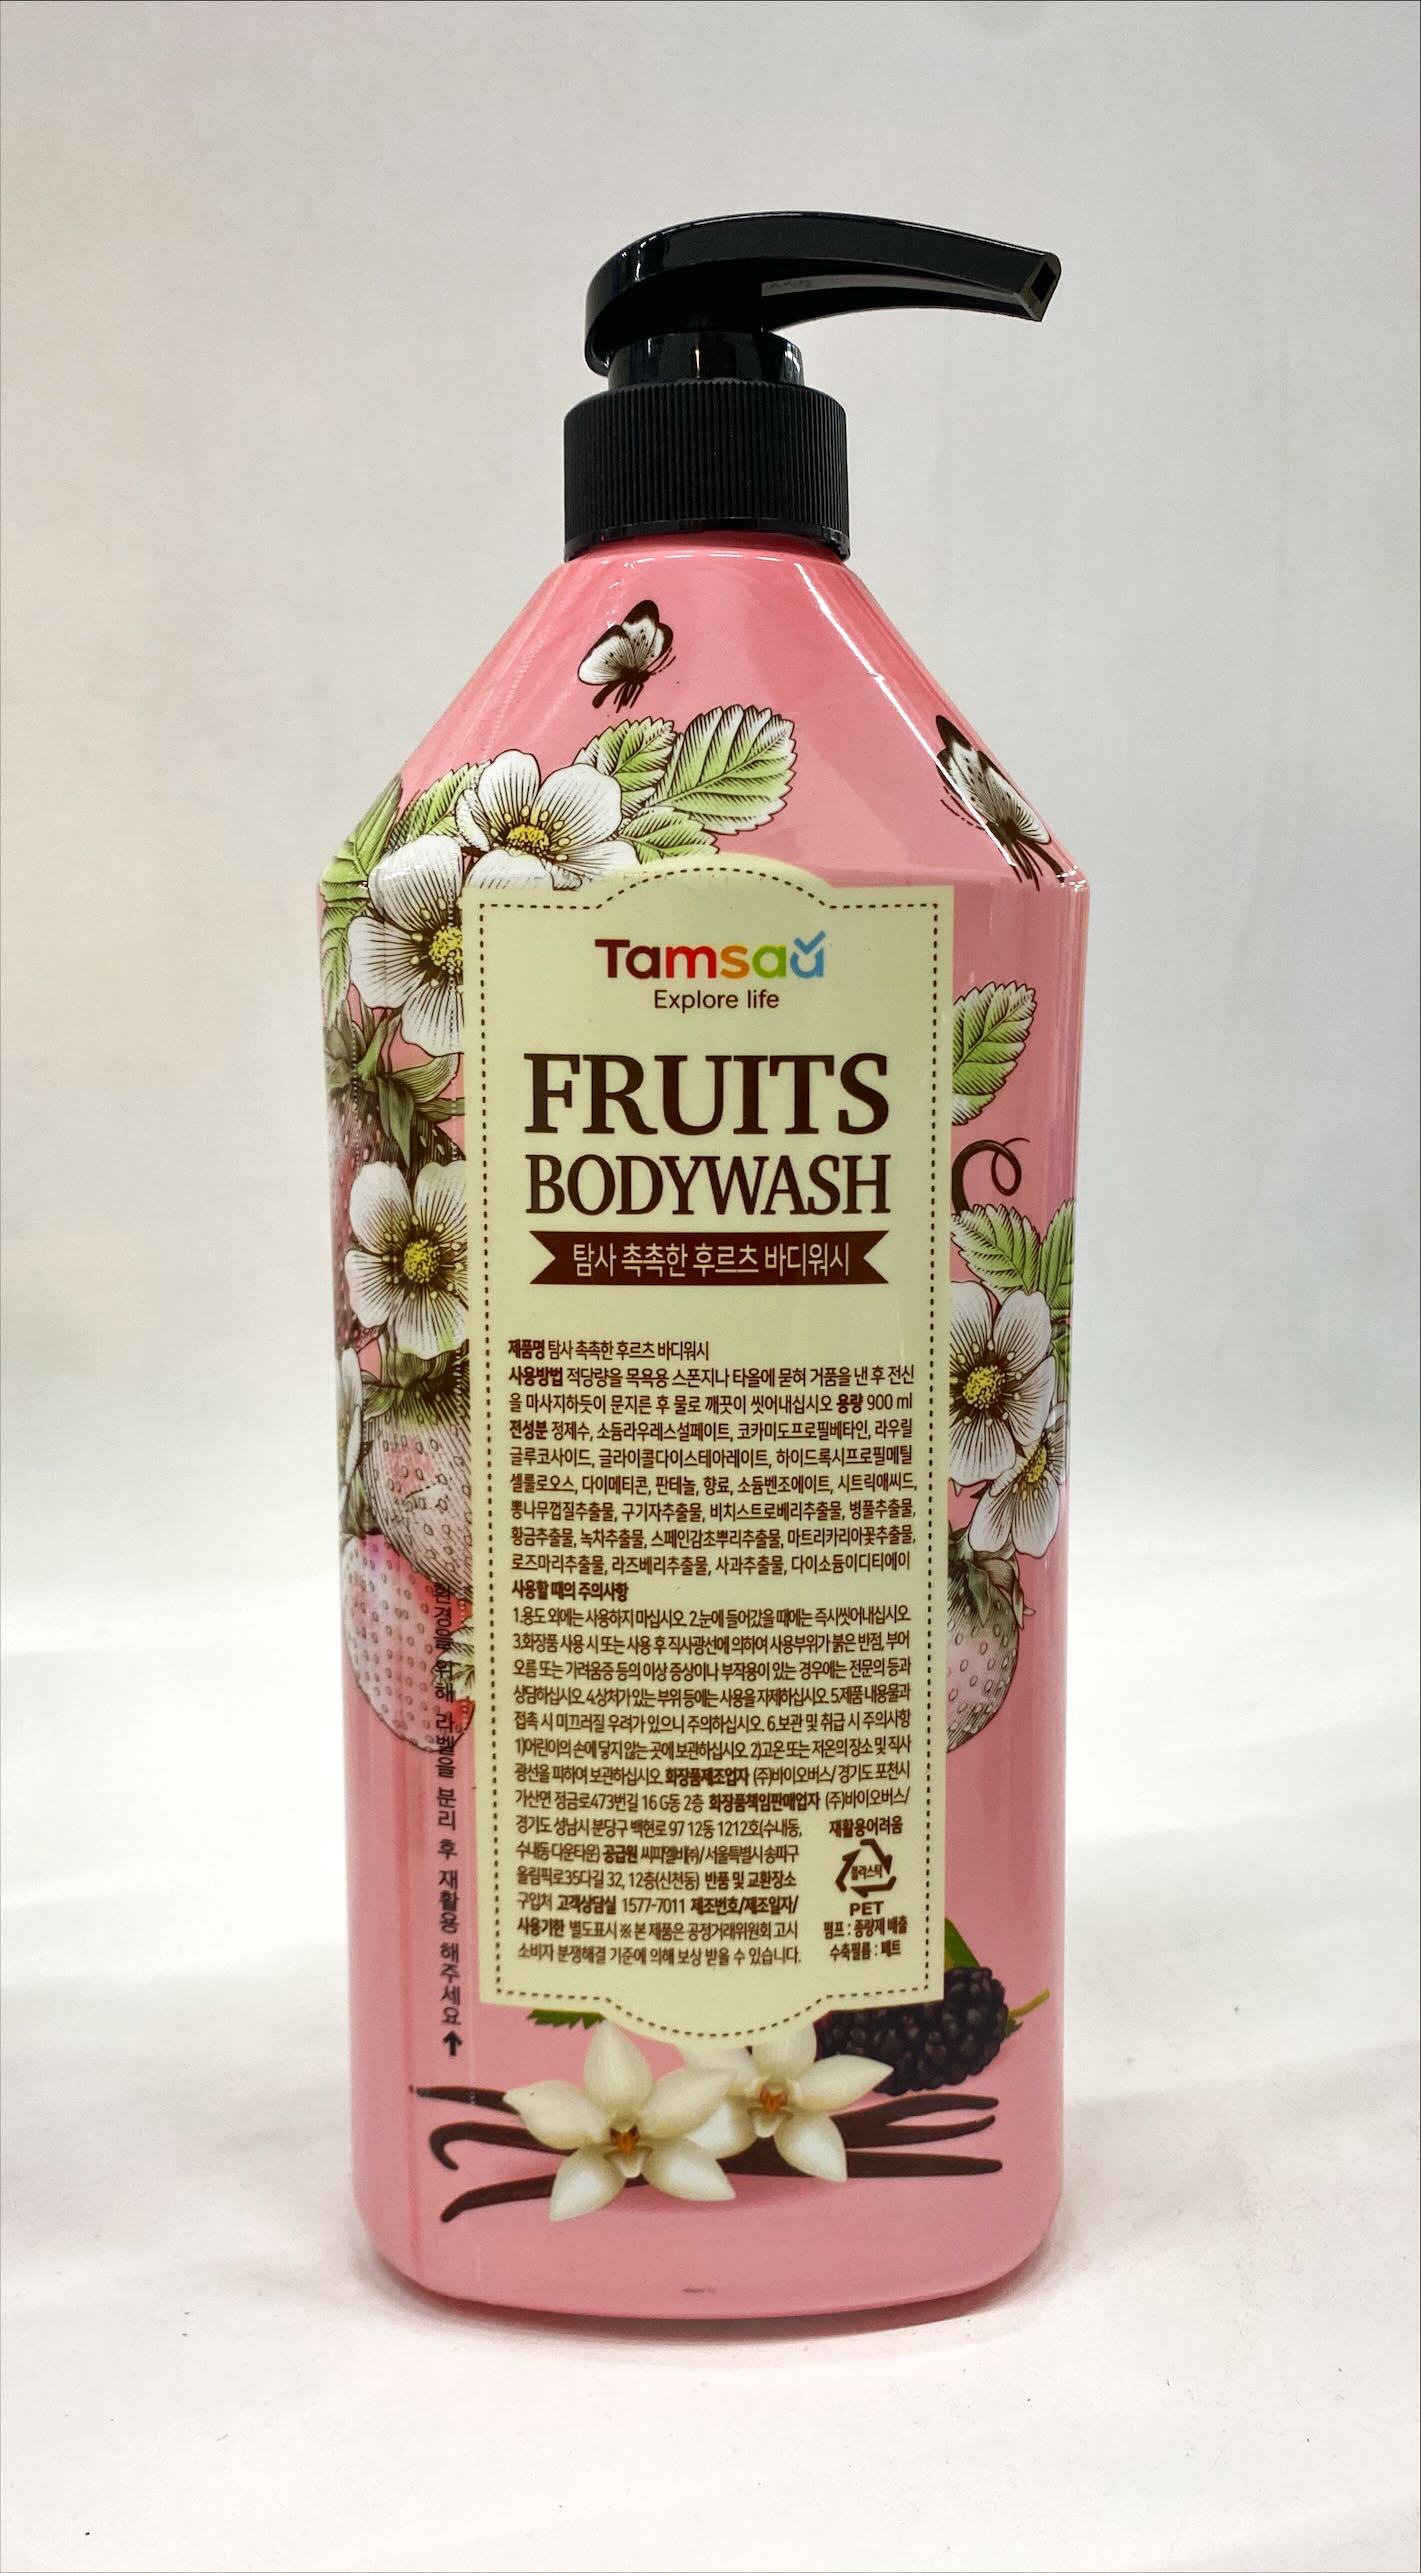 Tamsaa
Explore life
FRUITS
BODYWASH
탐사 촉촉한 후르츠 바디워시
제품명 탐사 촉촉한 후르츠 바디워시
사용방법 적당량을 목욕용 스폰지나 타올에 묻혀 거품을 낸 후 전신
을 마사지하듯이 문지른 후 물로 깨끗이 씻어내십시오 용량 900 ml
전성분 정제수, 소듐라우레스설페이트, 코카미도프로필베타인, 라우릴
글루코사이드, 글라이콜다이스테아레이트, 하이드록시프로필메틸
셀룰로오스, 다이메티콘, 판테놀, 향료, 소듐벤조에이트, 시트릭애씨드,
뽕나무껍질추출물, 구기자추출물, 비치스트로베리추출물, 병풀추출물,
황금추출물, 녹차추출물, 스페인감초뿌리추출물, 마트리카리아꽃추출물,
로즈마리추출물, 라즈베리추출물, 사과추출물, 다이소듐이디티에이
사용할 때의 주의사항
1.용도 외에는 사용하지 마십시오. 2.눈에 들어갔을 때에는 즉시 씻어내십시오.
3.화장품 사용 시 또는 사용 후 직사광선에 의하여 사용부위가 붉은 반점, 부어
오름 또는 가려움증 등의 이상 증상이나 부작용이 있는 경우에는 전문의 등과
상담하십시오. 4.상처가 있는 부위 등에는 사용을 자제하십시오. 5.제품 내용물과
접촉 시 미끄러질 우려가 있으니 주의하십시오. 6.보관 및 취급 시 주의사항
1)어린이의 손에 닿지 않는 곳에 보관하십시오. 2)고온 또는 저온의 장소 및 직사
광선을 피하여 보관하십시오. 화장품제조업자 (주)바이오버스/ 경기도 포천시
가산면 정금로473번길 16 G동 2층 화장품책임판매업자 (주)바이오버스/
경기도 성남시 분당구 백현로 97 12동 1212호(수내동,
수내동 다운타운) 공급원 씨피엘비㈜/ 서울특별시 송파구
올림픽로35다길 32, 12층(신천동) 반품 및 교환장소
구입처 고객상담실 1577-7011 제조번호/제조일자/
사용기한 별도표시 ※ 본 제품은 공정거래위원회 고시
소비자 분쟁해결 기준에 의해 보상 받을 수 있습니다.
재활용어려움
플라스틱
PET
펌프 : 종량제 배출
수축필름 : 페트
환경을 위해 라벨을 분리 후 재활용 해주세요